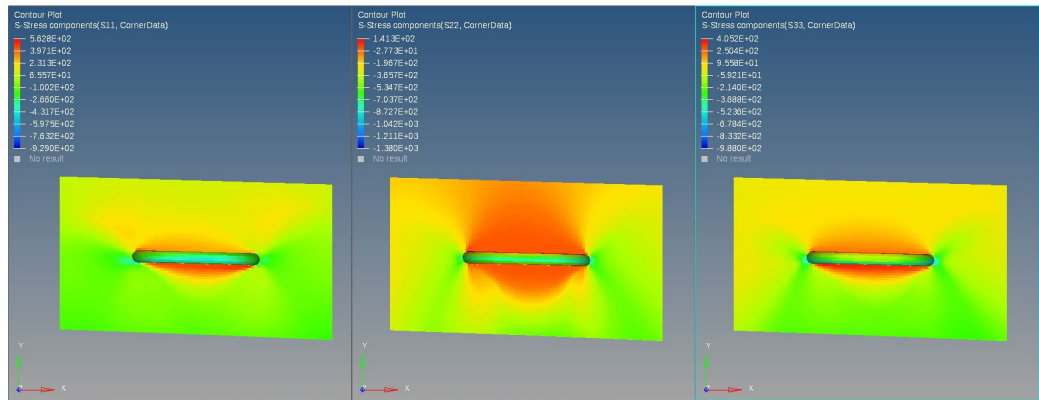 Contour Plot
S-Stress components(S11, CornerData)
5.628E+02
3.971E+02
2.313E+02
6.557E+01
-1.002E+02
-2.660E+02
-4.317E+02
-5.975E+02
-7.632E+02
-9.290E+02
No result
Y
Z
X
Contour Plot
S-Stress components(S22, CornerData)
1.413E+02
-2.773E+01
-1.967E+02
-3.657E+02
-5.347E+02
-7.037E+02
-8.727E+02
-1.042E+03
-1.211E+03
-1.380E+03
No result
Y
Z
X
Contour Plot
S-Stress components(S33, CornerData)
4.052E+02
2.504E+02
9.558E+01
-5.921E+01
-2.140E+02
-3.688E+02
-5.236E+02
-6.784E+02
-8.332E+02
-9.880E+02
No result
Y
Z
X